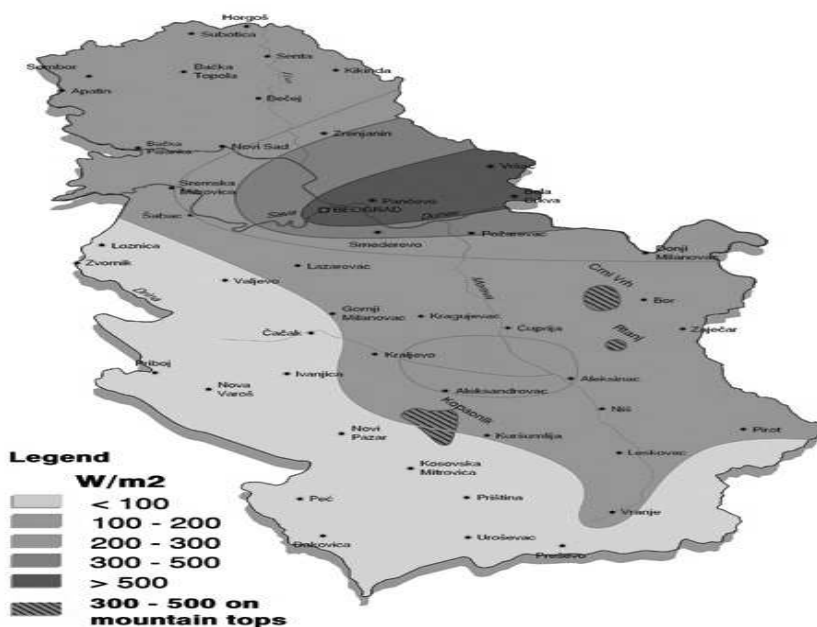 Horgoš
Subotica
Senta
Sombor
Bačka
Topola
Kikinda
Apatin
Bečej
Zrenjanin
Bačka
Palanka
Novi Sad
Vršac
Sremska
Mitrovica
Pančevo
Bela
Crkva
Šabac
Sava
BEOGRAD
Dunav
Smederevo
Požarevac
Loznica
Donji
Milanovac
Zvornik
Lazarevac
Valjevo
Crni Vrh
Drina
Morava
Bor
Gornji
Milanovac
Kragujevac
Čačak
Ćuprija
Rtanj
Zaječar
Kraljevo
Priboj
Ivanjica
Nova
Varoš
Aleksandrovac
Aleksinac
Kopaonik
Niš
Novi
Pazar
Kuršumlija
Pirot
Leskovac
Kosovska
Mitrovica
Peć
Priština
Vranje
Đakovica
Uroševac
Preševo
Legend
W/m2
< 100
100 - 200
200 - 300
300 - 500
> 500
300 - 500 on
mountain tops